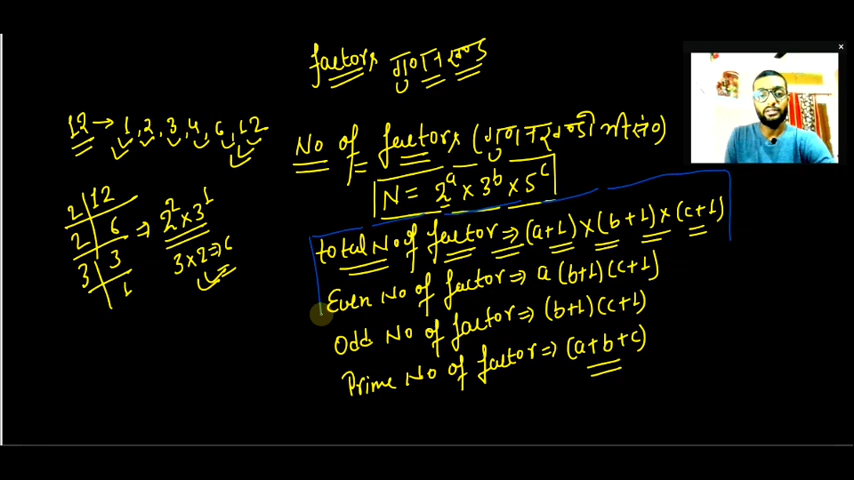 factors गुणनखण्ड
12 → 1, 2, 3, 4, 6, 12
No of factors (गुणनखण्डो की सं०)
N = 2^a × 3^b × 5^c
2 | 12
2 | 6
3 | 3
1
⇒ 2^2 × 3^1
3 × 2 ⇒ 6
total No of factor ⇒ (a+1) × (b+1) × (c+1)
Even No of factor ⇒ a (b+1) (c+1)
Odd No of factor ⇒ (b+1) (c+1)
Prime No of factor ⇒ (a+b+c)